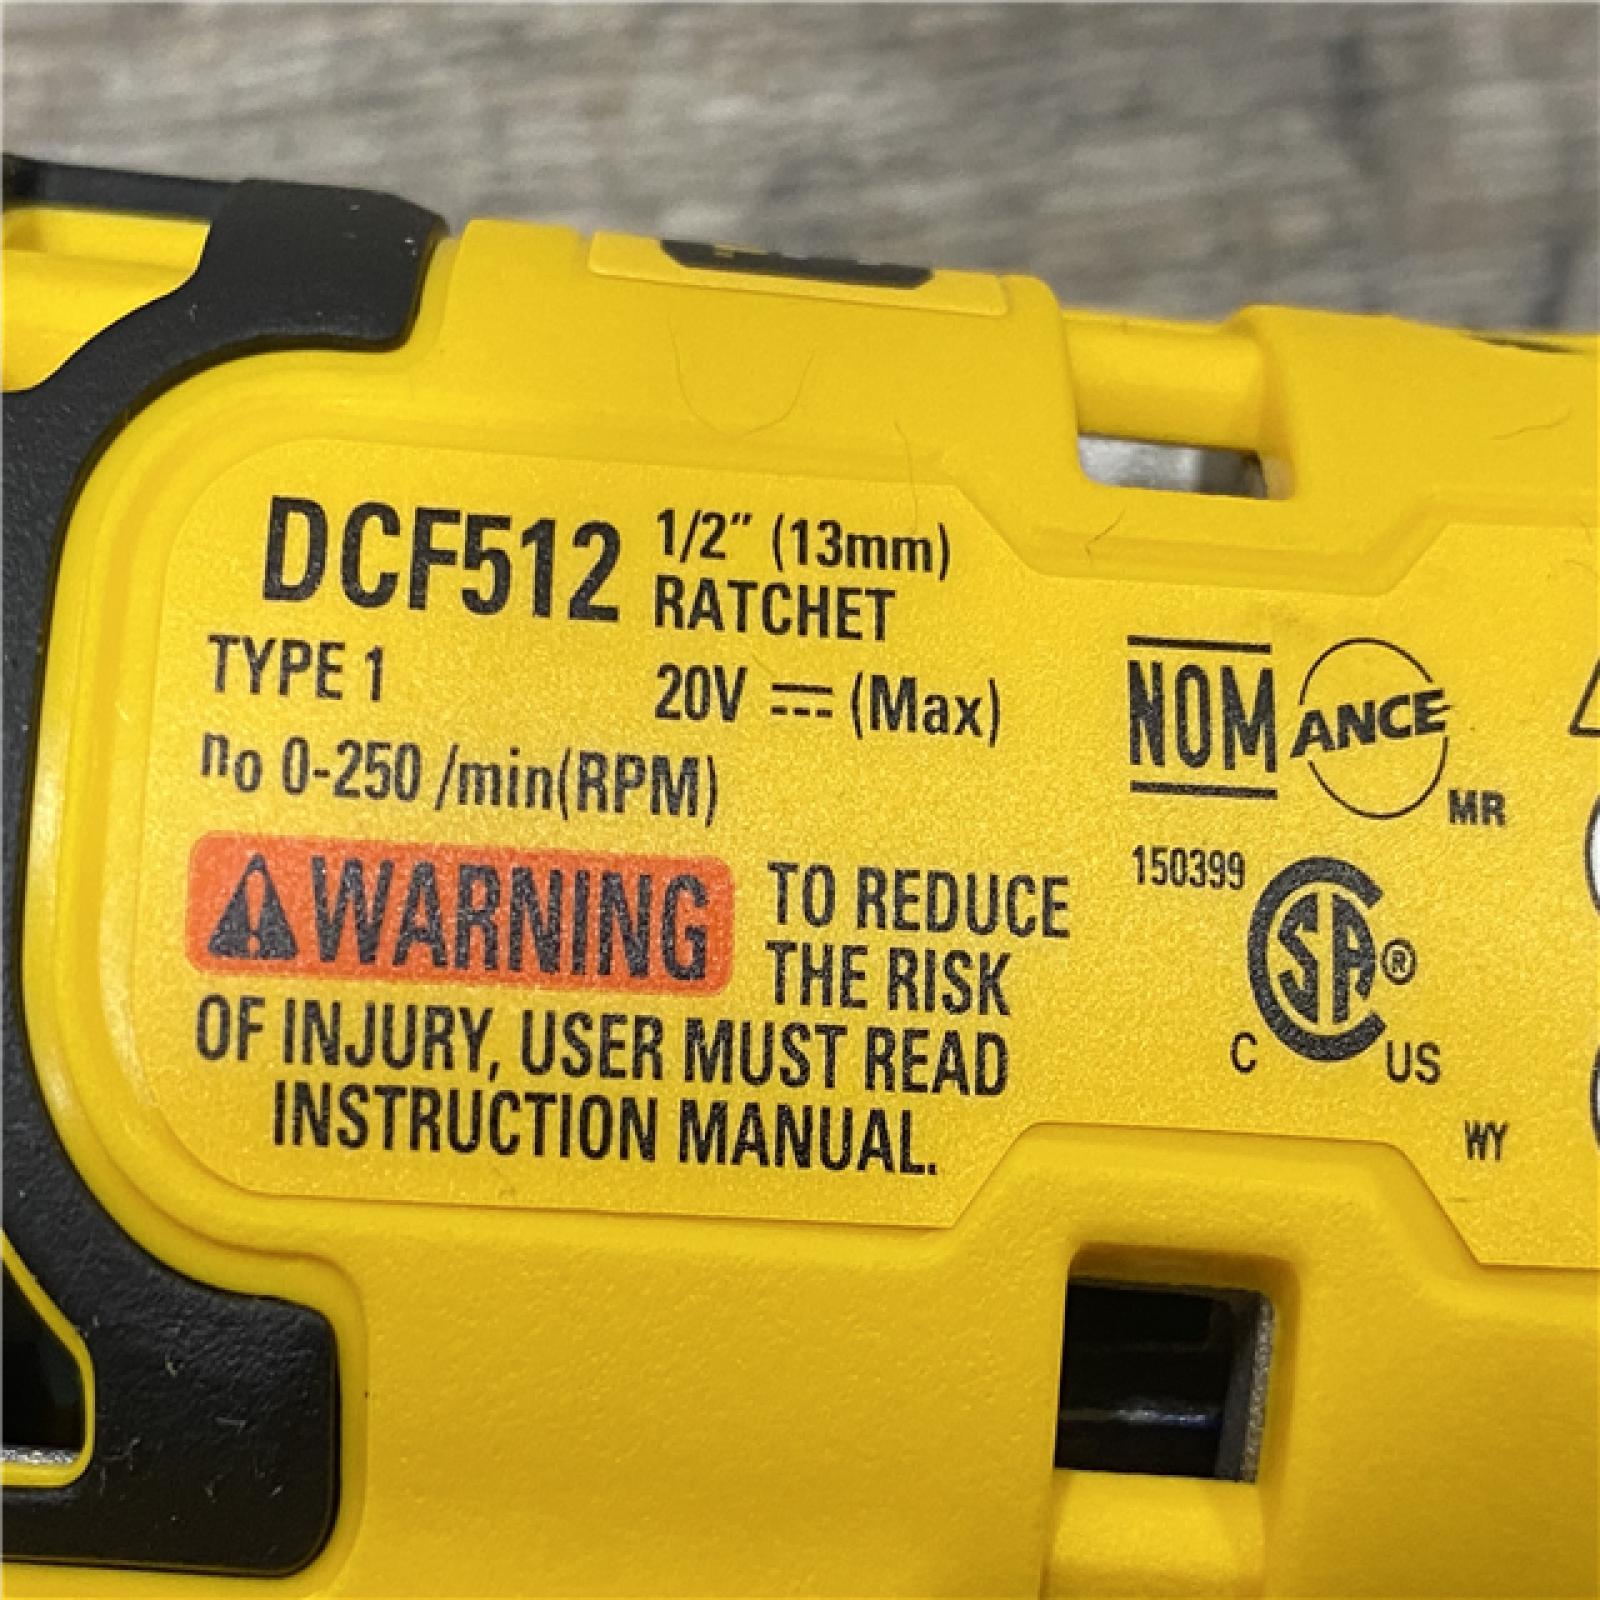 DCF512 1/2" (13mm)
RATCHET
TYPE 1 20V ⎓ (Max)
no 0-250 /min(RPM)
WARNING TO REDUCE
THE RISK
OF INJURY, USER MUST READ
INSTRUCTION MANUAL.
NOM ANCE MR
150399
CSA®
C US
WY